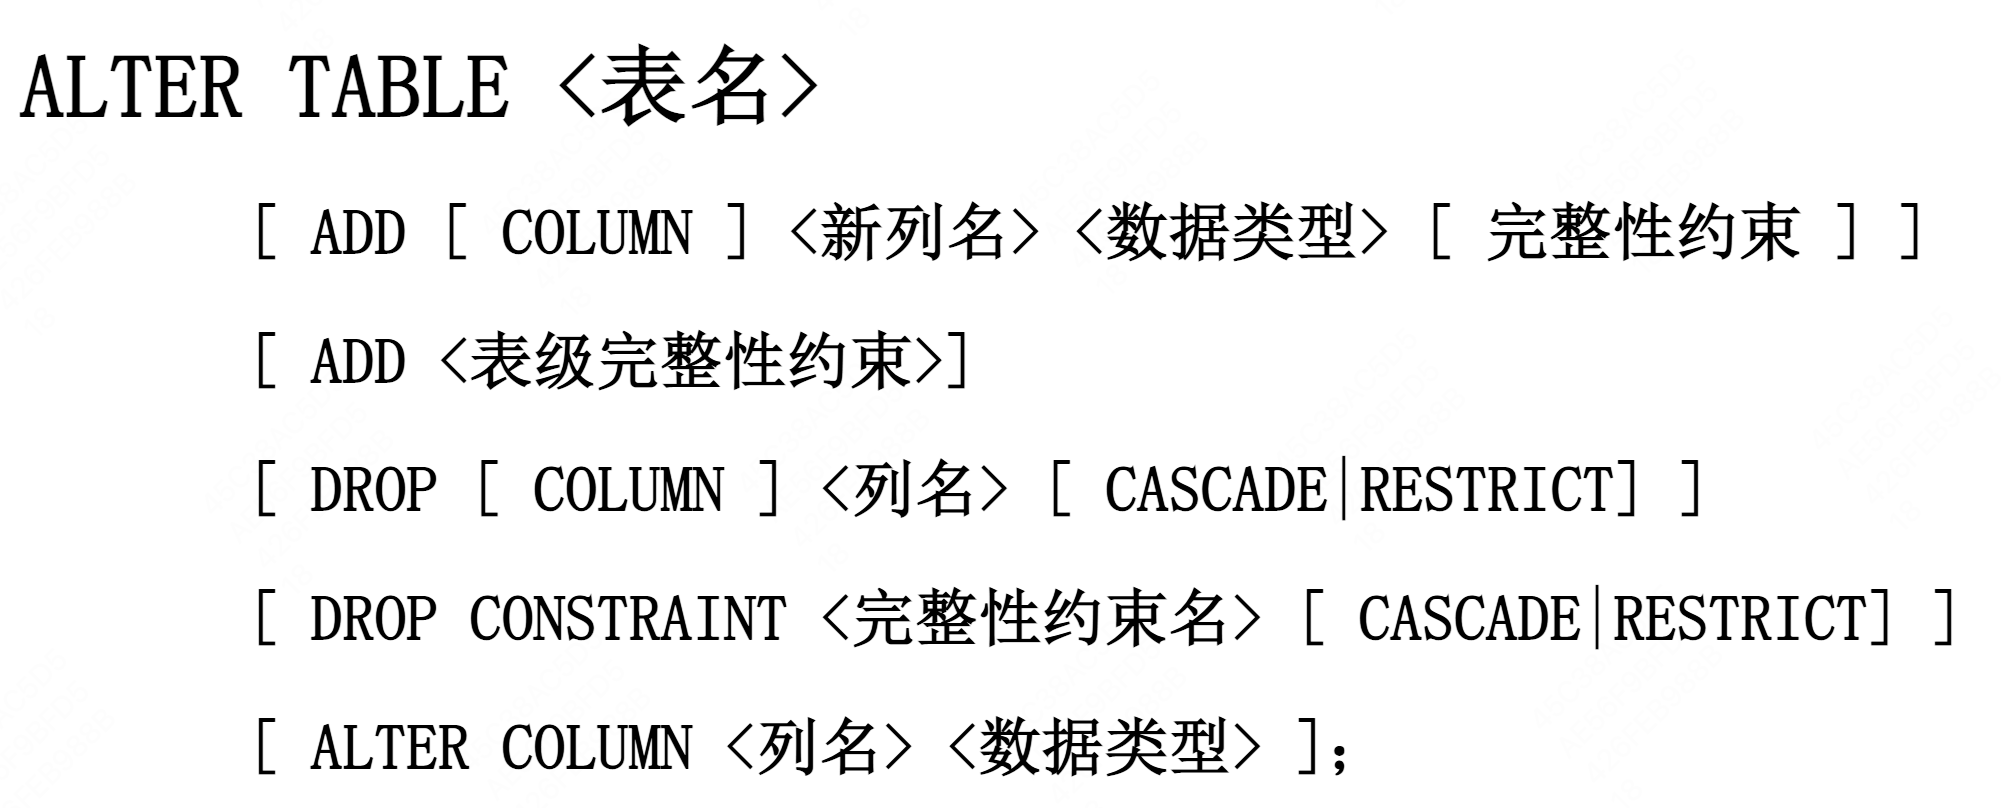 ALTER TABLE <表名>
[ ADD [ COLUMN ] <新列名> <数据类型> [ 完整性约束 ] ]
[ ADD <表级完整性约束>]
[ DROP [ COLUMN ] <列名> [ CASCADE|RESTRICT] ]
[ DROP CONSTRAINT <完整性约束名> [ CASCADE|RESTRICT] ]
[ ALTER COLUMN <列名> <数据类型> ];